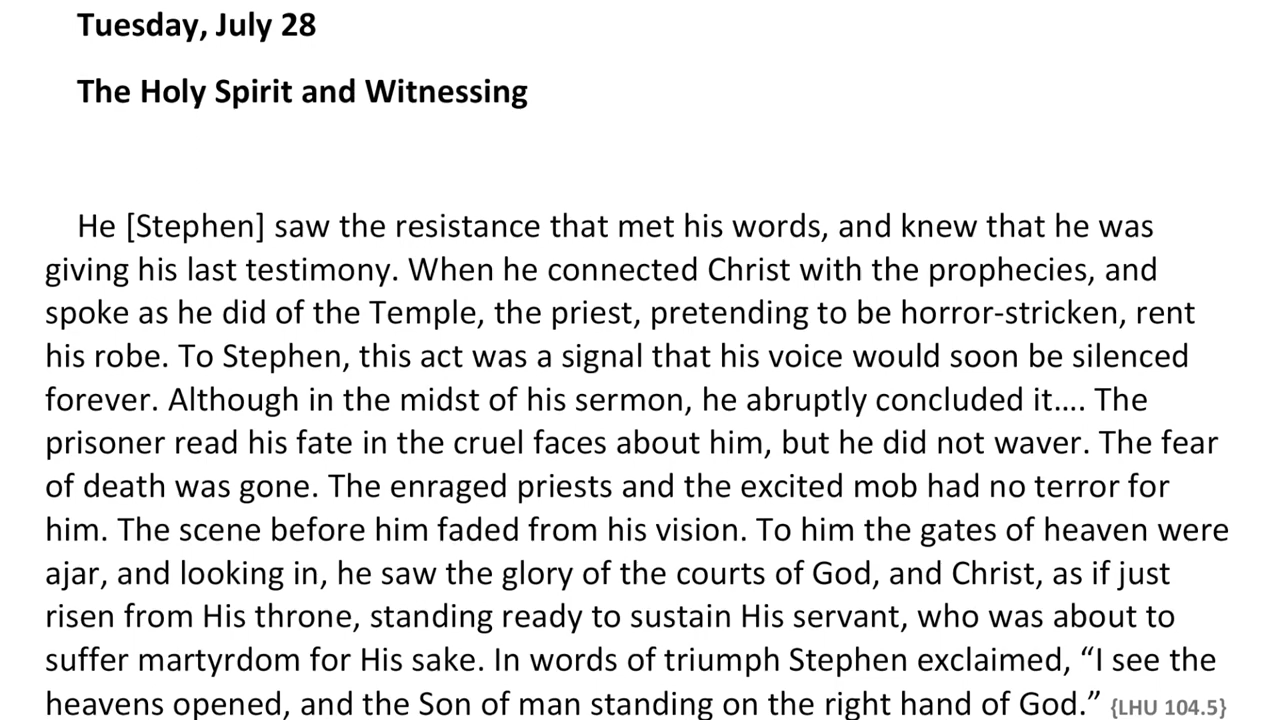 Tuesday, July 28
The Holy Spirit and Witnessing
He [Stephen] saw the resistance that met his words, and knew that he was
giving his last testimony. When he connected Christ with the prophecies, and
spoke as he did of the Temple, the priest, pretending to be horror-stricken, rent
his robe. To Stephen, this act was a signal that his voice would soon be silenced
forever. Although in the midst of his sermon, he abruptly concluded it.... The
prisoner read his fate in the cruel faces about him, but he did not waver. The fear
of death was gone. The enraged priests and the excited mob had no terror for
him. The scene before him faded from his vision. To him the gates of heaven were
ajar, and looking in, he saw the glory of the courts of God, and Christ, as if just
risen from His throne, standing ready to sustain His servant, who was about to
suffer martyrdom for His sake. In words of triumph Stephen exclaimed, “I see the
heavens opened, and the Son of man standing on the right hand of God.” {LHU 104.5}